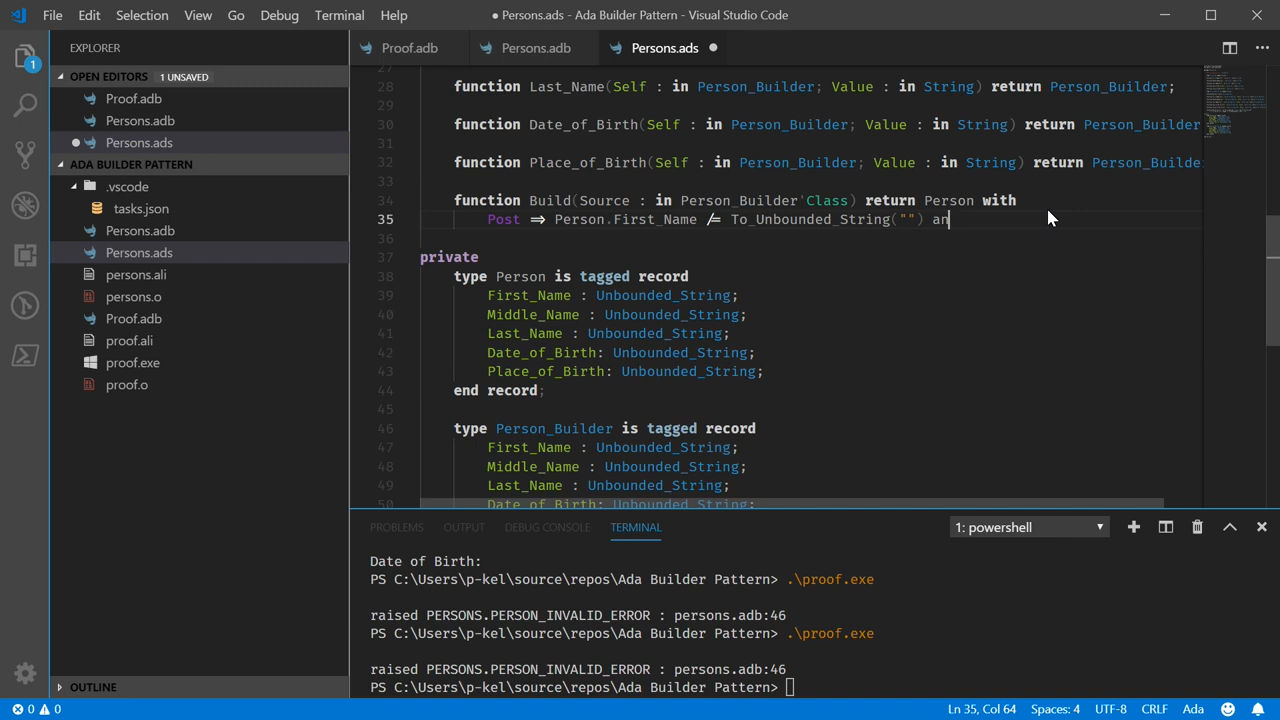 File Edit Selection View Go Debug Terminal Help
● Persons.ads - Ada Builder Pattern - Visual Studio Code
EXPLORER
OPEN EDITORS 1 UNSAVED
Proof.adb
Persons.adb
Persons.ads
ADA BUILDER PATTERN
.vscode
tasks.json
Persons.adb
Persons.ads
persons.ali
persons.o
Proof.adb
proof.ali
proof.exe
proof.o
OUTLINE
1
Proof.adb Persons.adb Persons.ads
27
28 function Last_Name(Self : in Person_Builder; Value : in String) return Person_Builder;
29
30 function Date_of_Birth(Self : in Person_Builder; Value : in String) return Person_Builder
31
32 function Place_of_Birth(Self : in Person_Builder; Value : in String) return Person_Builde
33
34 function Build(Source : in Person_Builder'Class) return Person with
35 Post => Person.First_Name /= To_Unbounded_String("") an
36
37 private
38 type Person is tagged record
39 First_Name : Unbounded_String;
40 Middle_Name : Unbounded_String;
41 Last_Name : Unbounded_String;
42 Date_of_Birth: Unbounded_String;
43 Place_of_Birth: Unbounded_String;
44 end record;
45
46 type Person_Builder is tagged record
47 First_Name : Unbounded_String;
48 Middle_Name : Unbounded_String;
49 Last_Name : Unbounded_String;
50 Date_of_Birth: Unbounded_String;
PROBLEMS OUTPUT DEBUG CONSOLE TERMINAL 1: powershell
Date of Birth:
PS C:\Users\p-kel\source\repos\Ada Builder Pattern> .\proof.exe
raised PERSONS.PERSON_INVALID_ERROR : persons.adb:46
PS C:\Users\p-kel\source\repos\Ada Builder Pattern> .\proof.exe
raised PERSONS.PERSON_INVALID_ERROR : persons.adb:46
PS C:\Users\p-kel\source\repos\Ada Builder Pattern>
0 0 Ln 35, Col 64 Spaces: 4 UTF-8 CRLF Ada